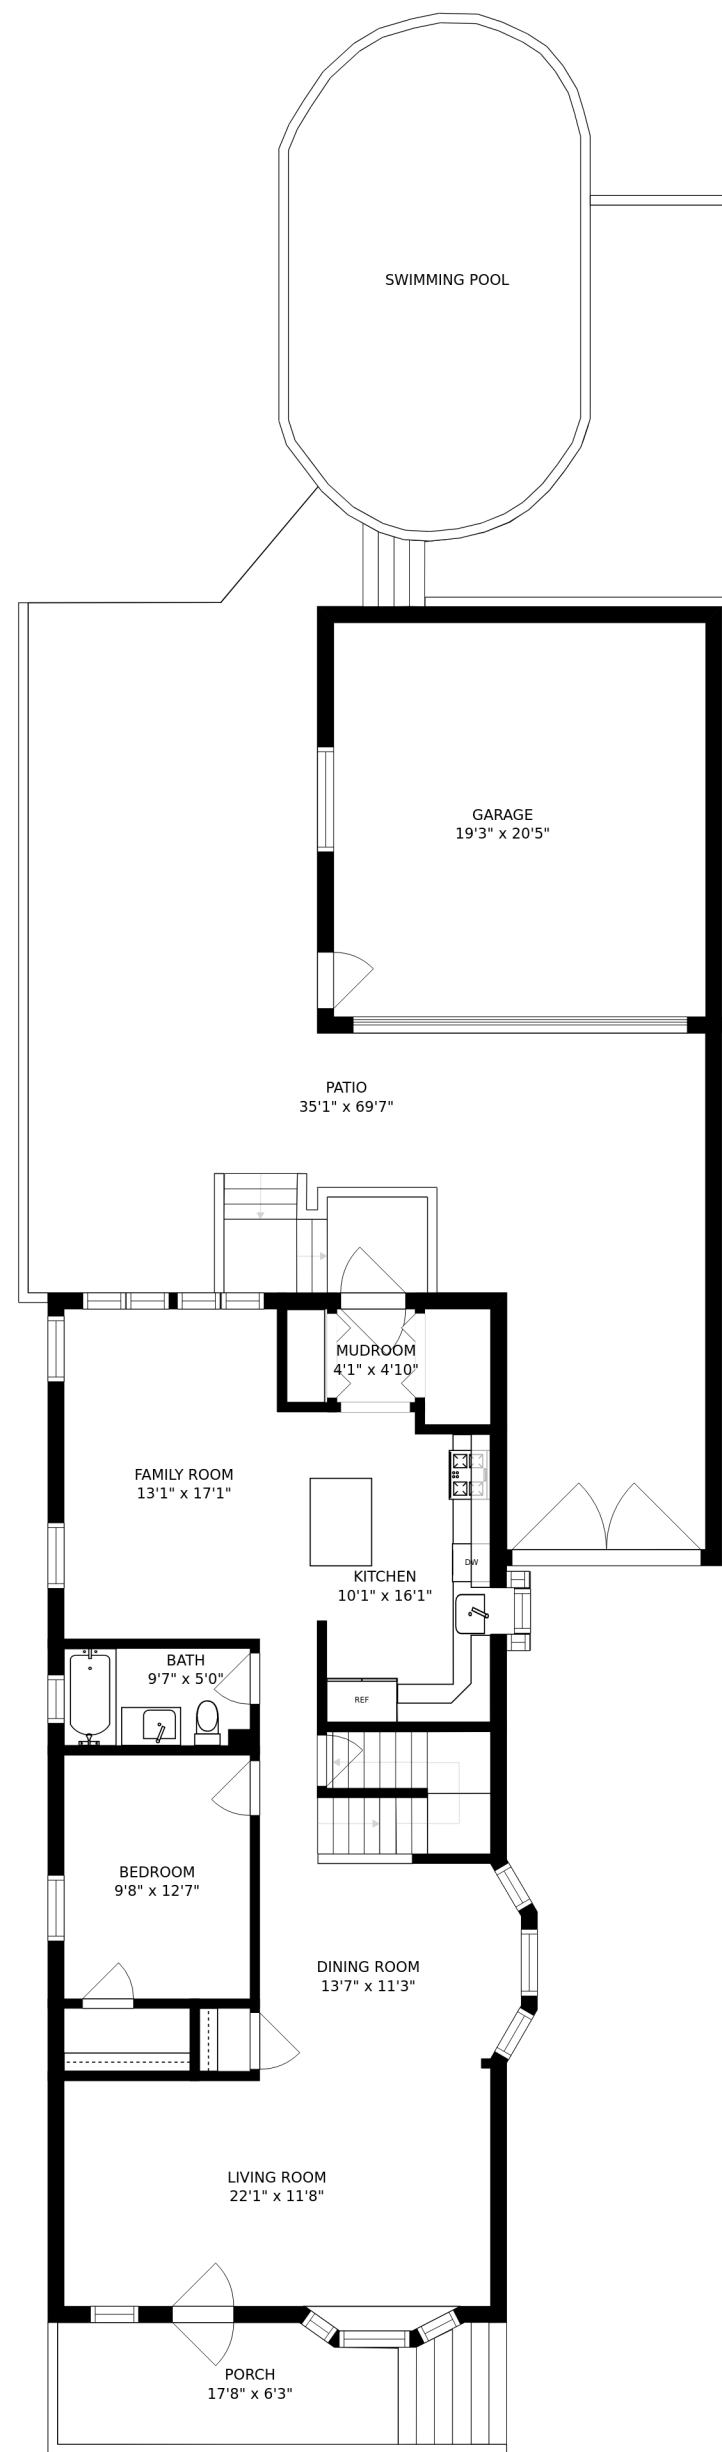 SWIMMING POOL
GARAGE
19'3" x 20'5"
PATIO
35'1" x 69'7"
MUDROOM
4'1" x 4'10"
FAMILY ROOM
13'1" x 17'1"
DW
KITCHEN
10'1" x 16'1"
BATH
9'7" x 5'0"
REF
BEDROOM
9'8" x 12'7"
DINING ROOM
13'7" x 11'3"
LIVING ROOM
22'1" x 11'8"
PORCH
17'8" x 6'3"